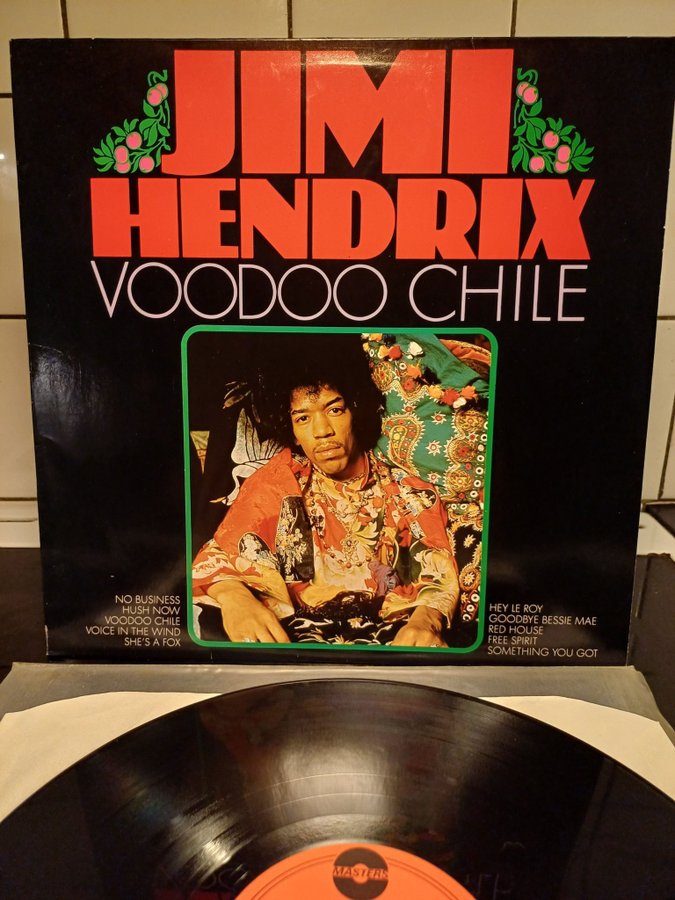 JIMI
HENDRIX
VOODOO CHILE
NO BUSINESS
HUSH NOW
VOODOO CHILE
VOICE IN THE WIND
SHE'S A FOX
HEY LE ROY
GOODBYE BESSIE MAE
RED HOUSE
FREE SPIRIT
SOMETHING YOU GOT
MASTERS